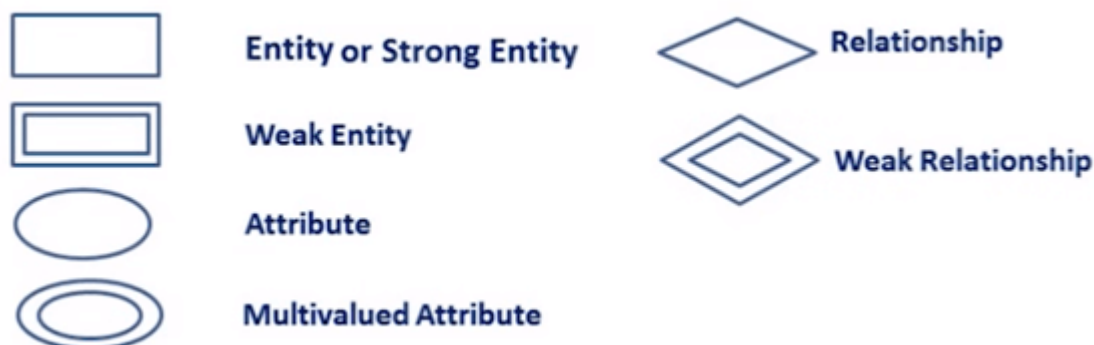 Entity or Strong Entity
Relationship
Weak Entity
Weak Relationship
Attribute
Multivalued Attribute